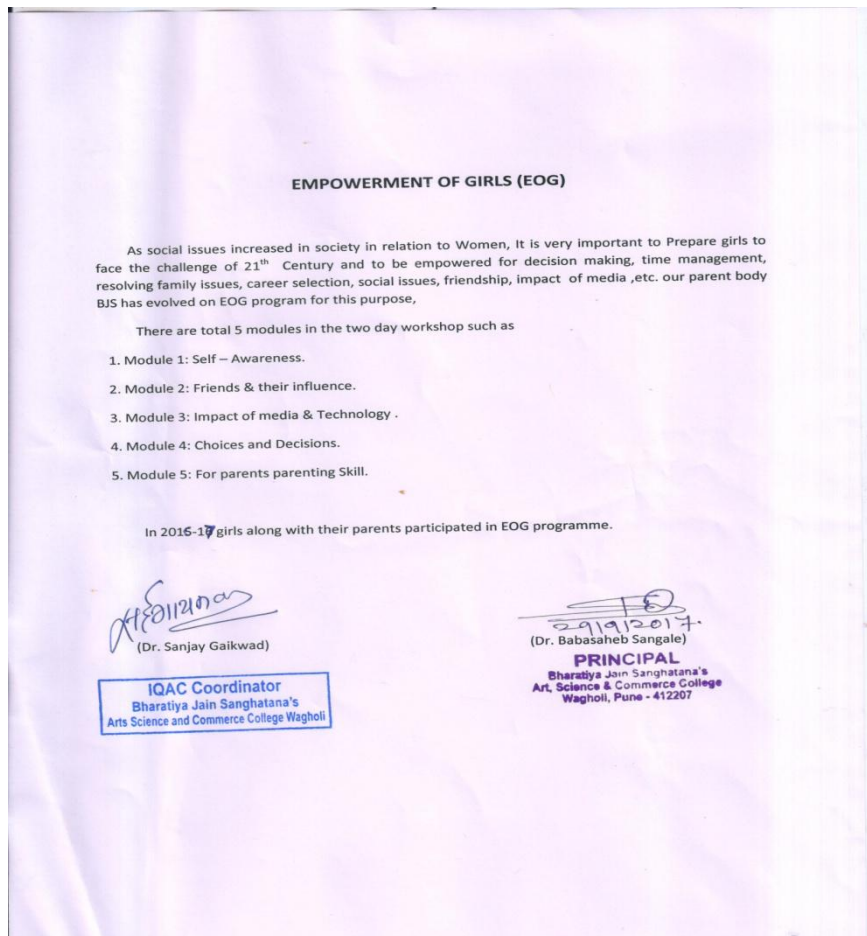 EMPOWERMENT OF GIRLS (EOG)
As social issues increased in society in relation to Women, It is very important to Prepare girls to
face the challenge of 21th Century and to be empowered for decision making, time management,
resolving family issues, career selection, social issues, friendship, impact of media ,etc. our parent body
BJS has evolved on EOG program for this purpose,
There are total 5 modules in the two day workshop such as
1. Module 1: Self – Awareness.
2. Module 2: Friends & their influence.
3. Module 3: Impact of media & Technology .
4. Module 4: Choices and Decisions.
5. Module 5: For parents parenting Skill.
In 2016-17 girls along with their parents participated in EOG programme.
29/9/2017.
(Dr. Sanjay Gaikwad)
IQAC Coordinator
Bharatiya Jain Sanghatana's
Arts Science and Commerce College Wagholi
(Dr. Babasaheb Sangale)
PRINCIPAL
Bharatiya Jain Sanghatana's
Art, Science & Commerce College
Wagholi, Pune - 412207